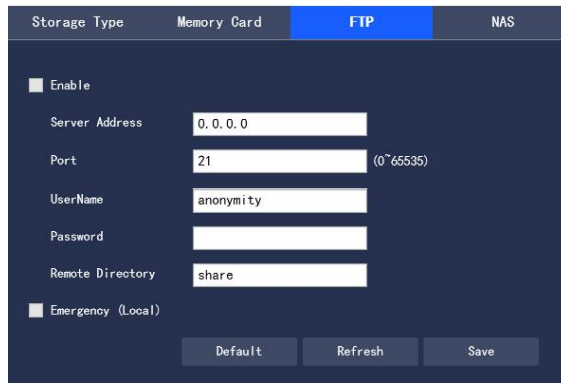 Storage Type Memory Card FTP NAS
Enable
Server Address 0.0.0.0
Port 21 (0~65535)
UserName anonymity
Password
Remote Directory share
Emergency (Local)
Default Refresh Save